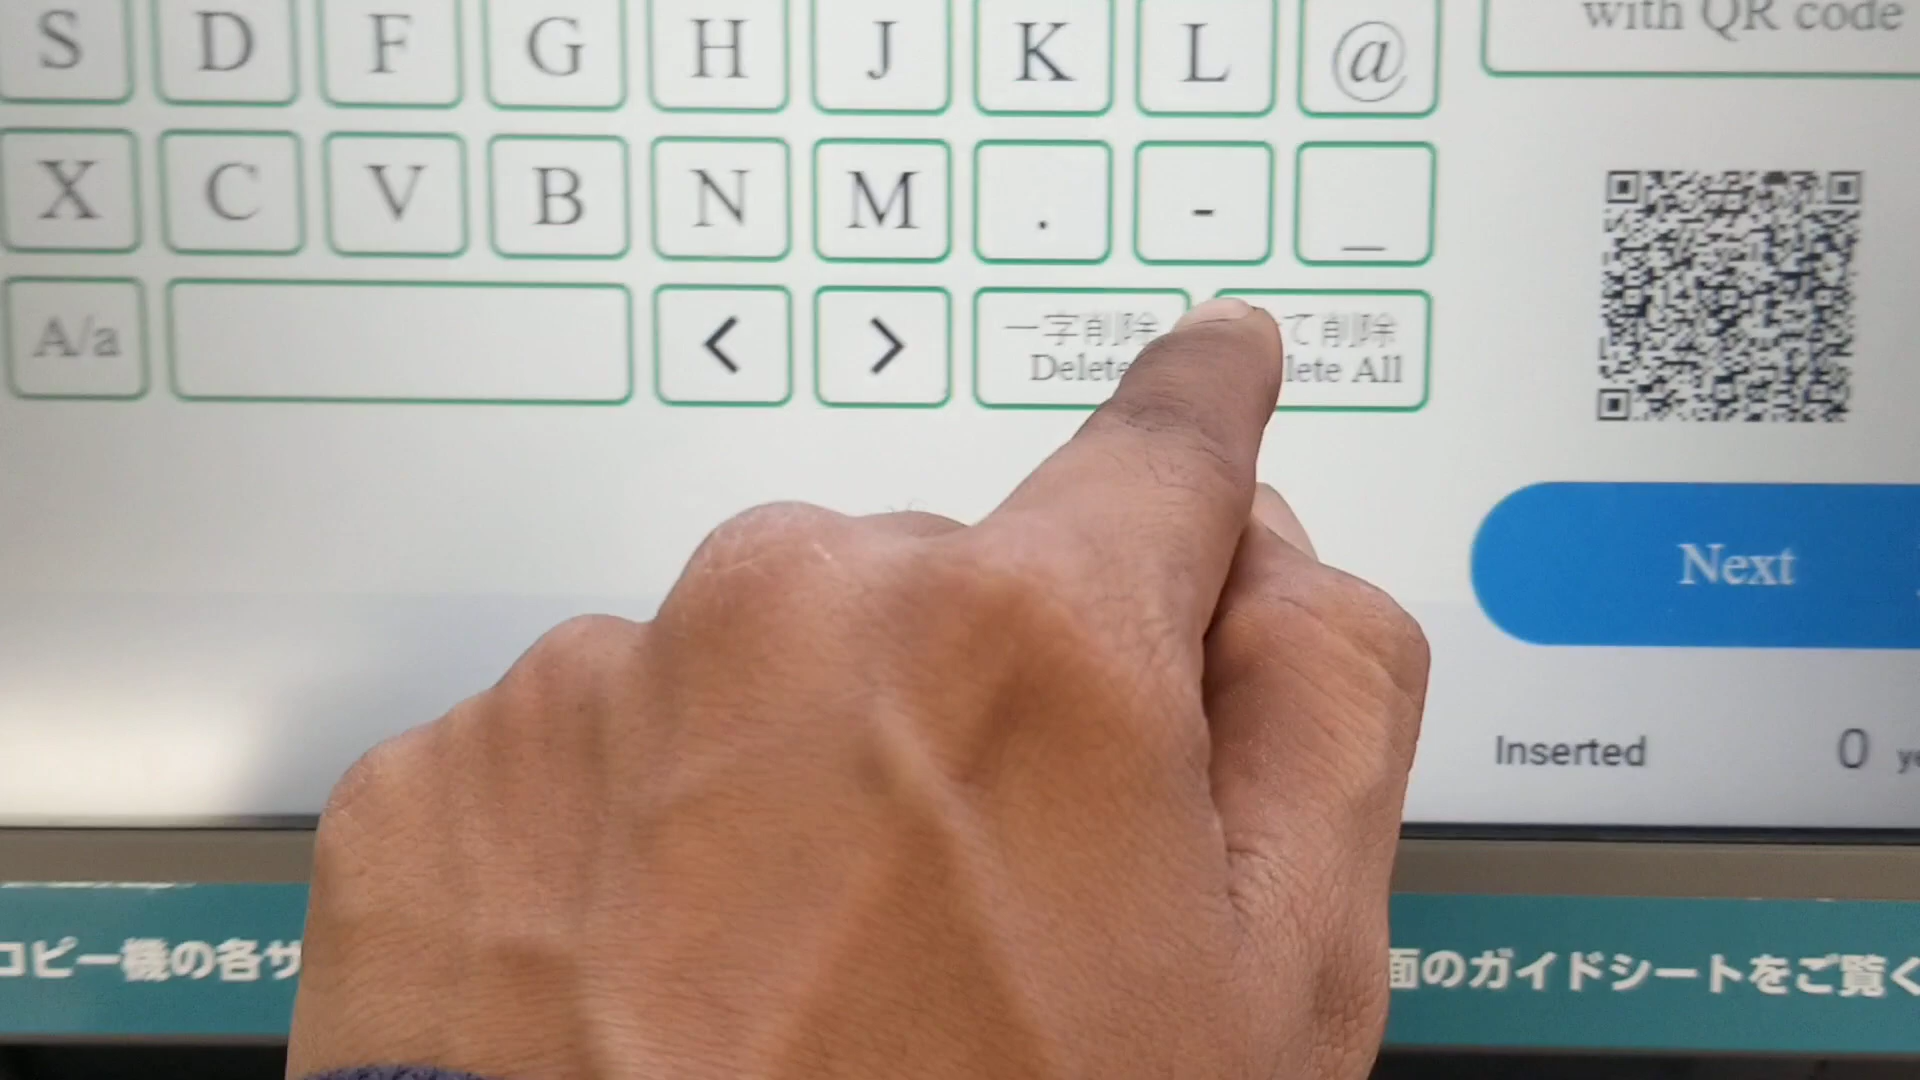 with QR code
S D F G H J K L @
X C V B N M . - _
A/a < > 一字削除 て削除
Delete lete All
Next
Inserted 0
コピー機の各サ 面のガイドシートをご覧く